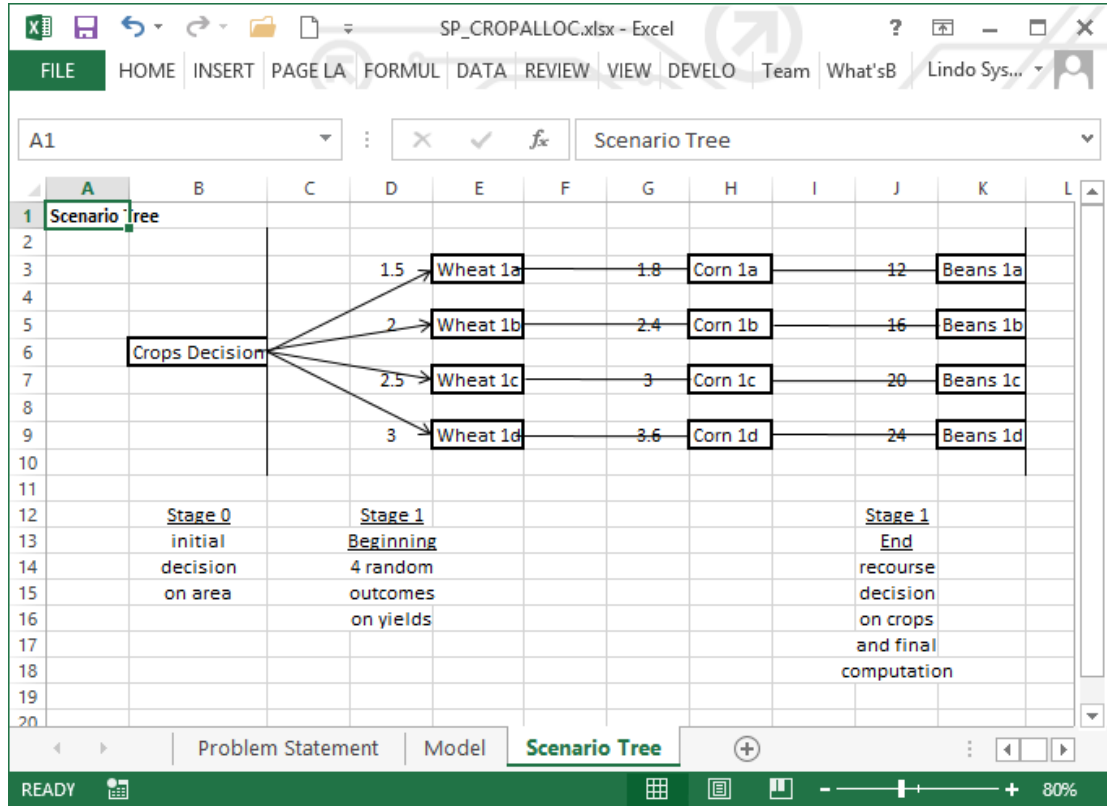 SP_CROPALLOC.xlsx - Excel
?
FILE HOME INSERT PAGE LA FORMUL DATA REVIEW VIEW DEVELO Team What'sB Lindo Sys...
A1 fx Scenario Tree
A B C D E F G H I J K L
1 Scenario Tree
2
3 1.5 Wheat 1a 1.8 Corn 1a 12 Beans 1a
4
5 2 Wheat 1b 2.4 Corn 1b 16 Beans 1b
6 Crops Decision
7 2.5 Wheat 1c 3 Corn 1c 20 Beans 1c
8
9 3 Wheat 1d 3.6 Corn 1d 24 Beans 1d
10
11
12 Stage 0 Stage 1 Stage 1
13 initial Beginning End
14 decision 4 random recourse
15 on area outcomes decision
16 on yields on crops
17 and final
18 computation
19
20
Problem Statement Model Scenario Tree
READY 80%